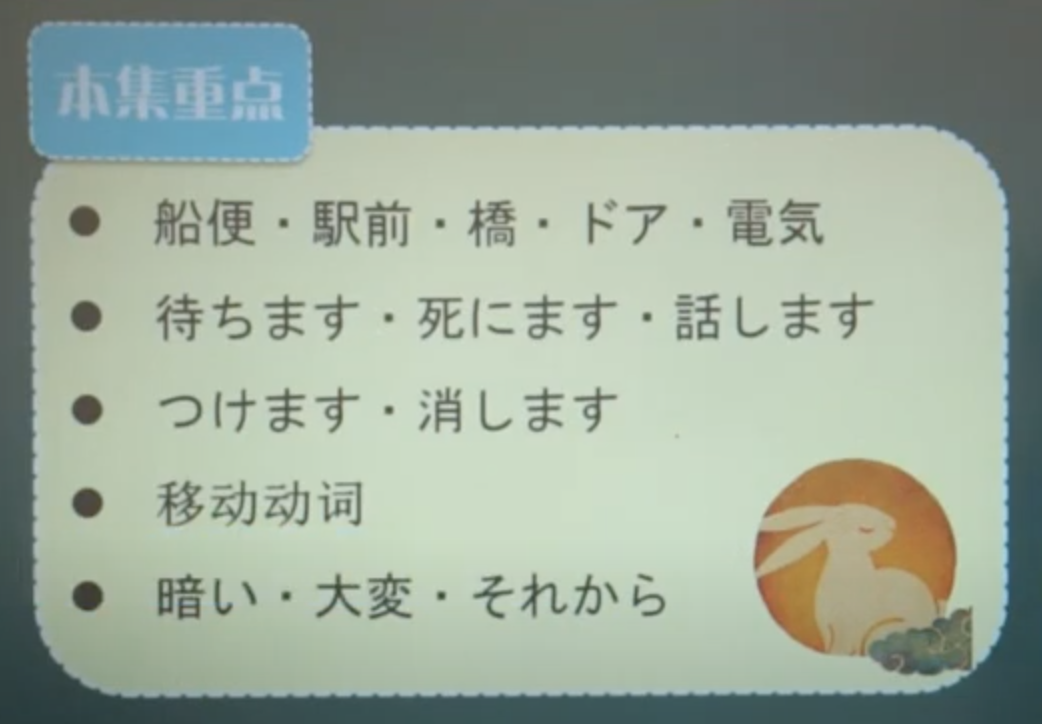 本集重点
● 船便・駅前・橋・ドア・電気
● 待ちます・死にます・話します
● つけます・消します
● 移动动词
● 暗い・大変・それから